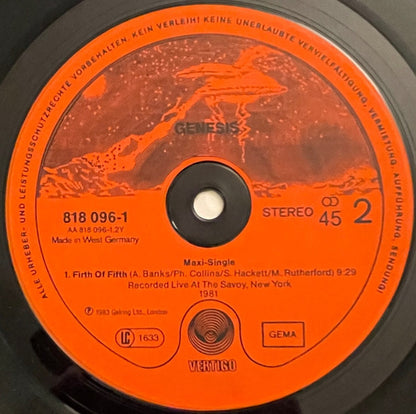 ALLE URHEBER- UND LEISTUNGSSCHUTZRECHTE VORBEHALTEN. KEIN VERLEIH! KEINE UNERLAUBTE VERVIELFÄLTIGUNG, VERMIETUNG, AUFFÜHRUNG, SENDUNG!
GENESIS
818 096-1
AA 818 096-1.2Y
Made in West Germany
STEREO
45
2
Maxi-Single
1. Firth Of Fifth (A. Banks/Ph. Collins/S. Hackett/M. Rutherford) 9:29
Recorded Live At The Savoy, New York
1981
℗ 1983 Gelring Ltd., London
LC 1633
GEMA
VERTIGO